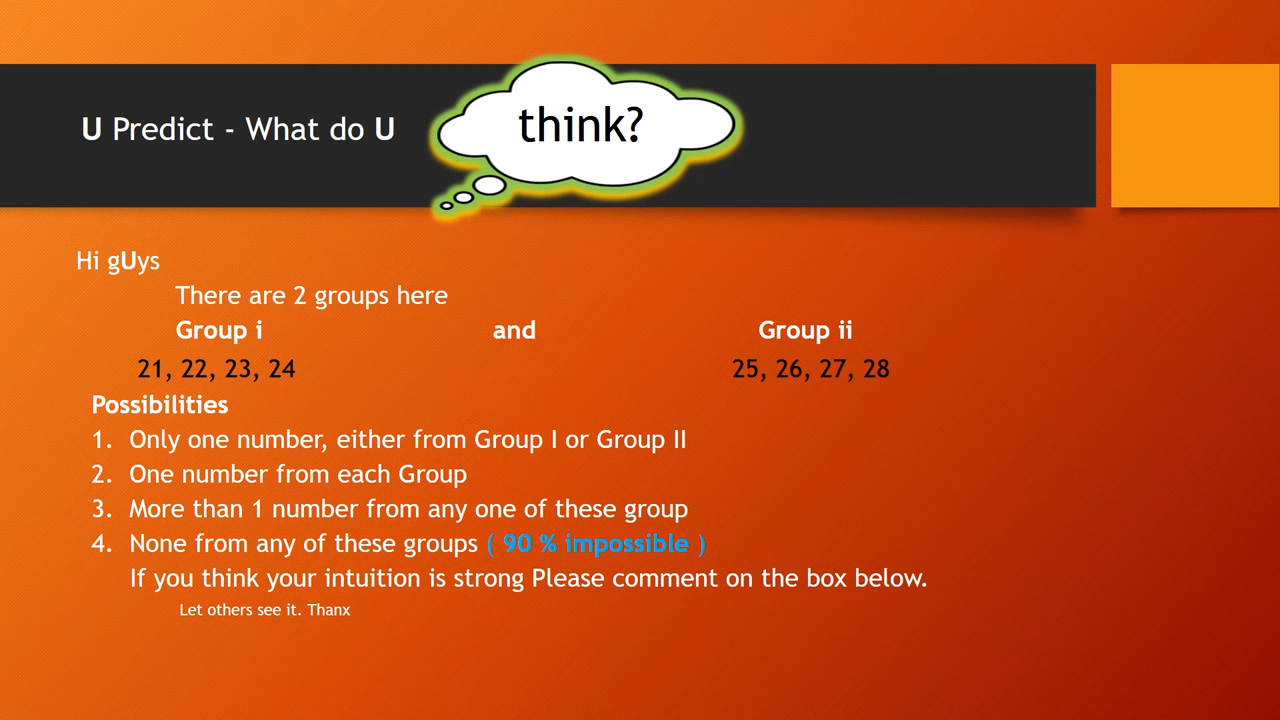 U Predict - What do U think?
Hi gUys
There are 2 groups here
Group i and Group ii
21, 22, 23, 24 25, 26, 27, 28
Possibilities
1. Only one number, either from Group I or Group II
2. One number from each Group
3. More than 1 number from any one of these group
4. None from any of these groups ( 90 % impossible )
If you think your intuition is strong Please comment on the box below.
Let others see it. Thanx